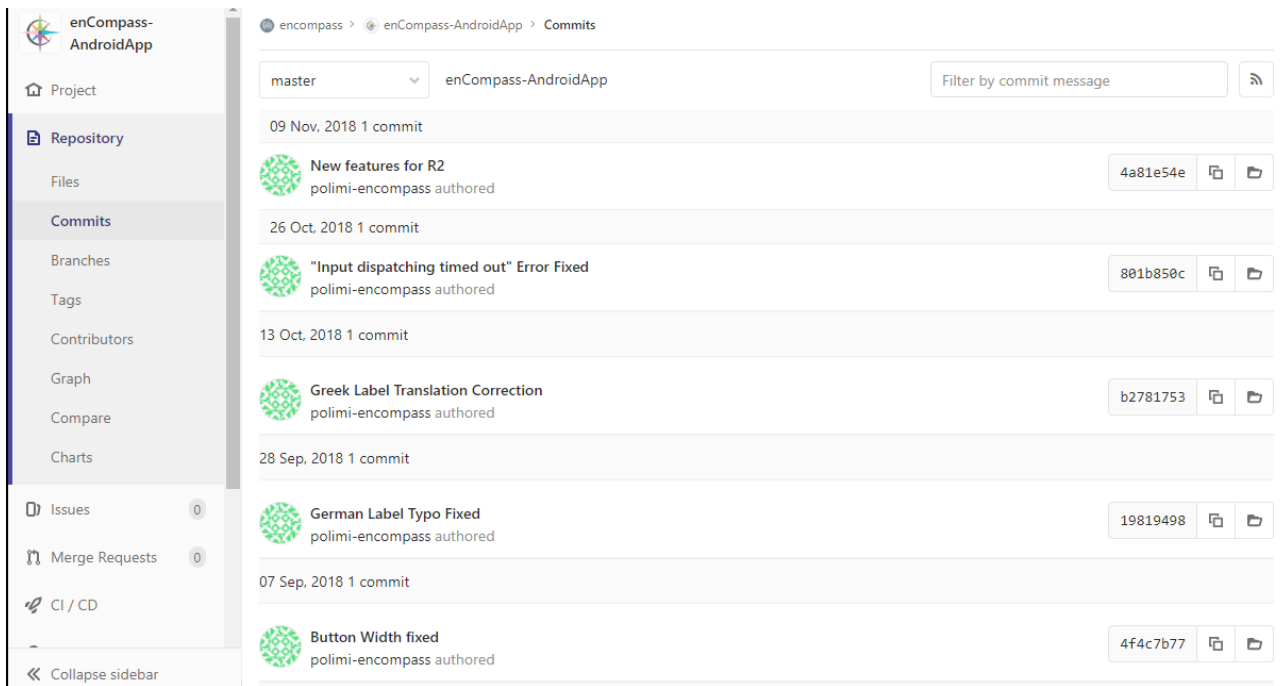 enCompass-
AndroidApp
Project
Repository
Files
Commits
Branches
Tags
Contributors
Graph
Compare
Charts
Issues 0
Merge Requests 0
CI / CD
Collapse sidebar
encompass > enCompass-AndroidApp > Commits
master enCompass-AndroidApp Filter by commit message
09 Nov, 2018 1 commit
New features for R2
polimi-encompass authored
4a81e54e
26 Oct, 2018 1 commit
"Input dispatching timed out" Error Fixed
polimi-encompass authored
801b850c
13 Oct, 2018 1 commit
Greek Label Translation Correction
polimi-encompass authored
b2781753
28 Sep, 2018 1 commit
German Label Typo Fixed
polimi-encompass authored
19819498
07 Sep, 2018 1 commit
Button Width fixed
polimi-encompass authored
4f4c7b77